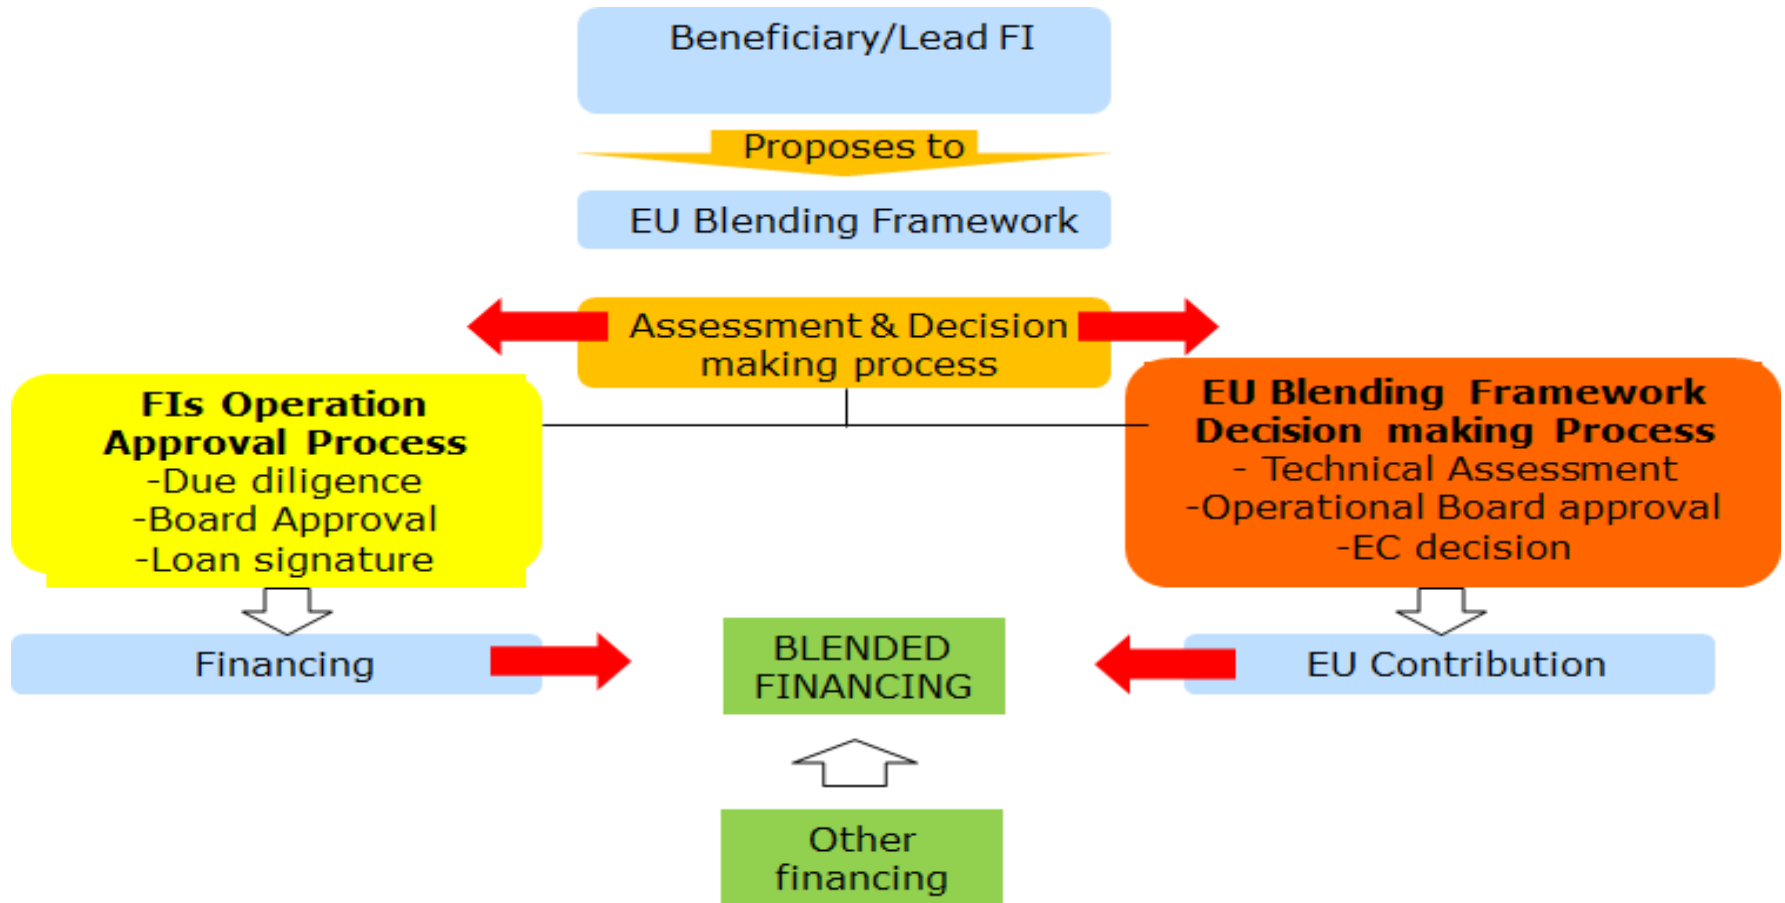 Beneficiary/Lead FI
Proposes to
EU Blending Framework
Assessment & Decision
making process
FIs Operation
Approval Process
-Due diligence
-Board Approval
-Loan signature
EU Blending Framework
Decision making Process
- Technical Assessment
-Operational Board approval
-EC decision
Financing
BLENDED
FINANCING
EU Contribution
Other
financing